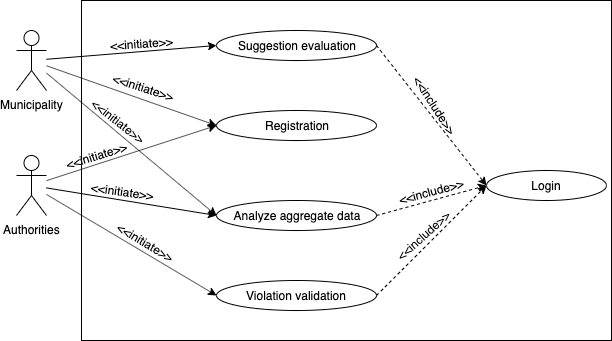 <<initiate>>
Suggestion evaluation
Municipality
<<initiate>>
<<include>>
<<initiate>>
Registration
<<initiate>>
Authorities
<<initiate>>
Analyze aggregate data
<<include>>
Login
<<initiate>>
<<include>>
Violation validation